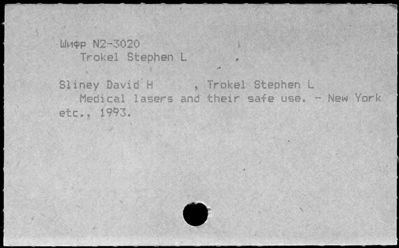 Шифр N2-3020
Trokel Stephen L
Sliney David H , Trokel Stephen L
Medical lasers and their safe use. - New York
etc., 1993.